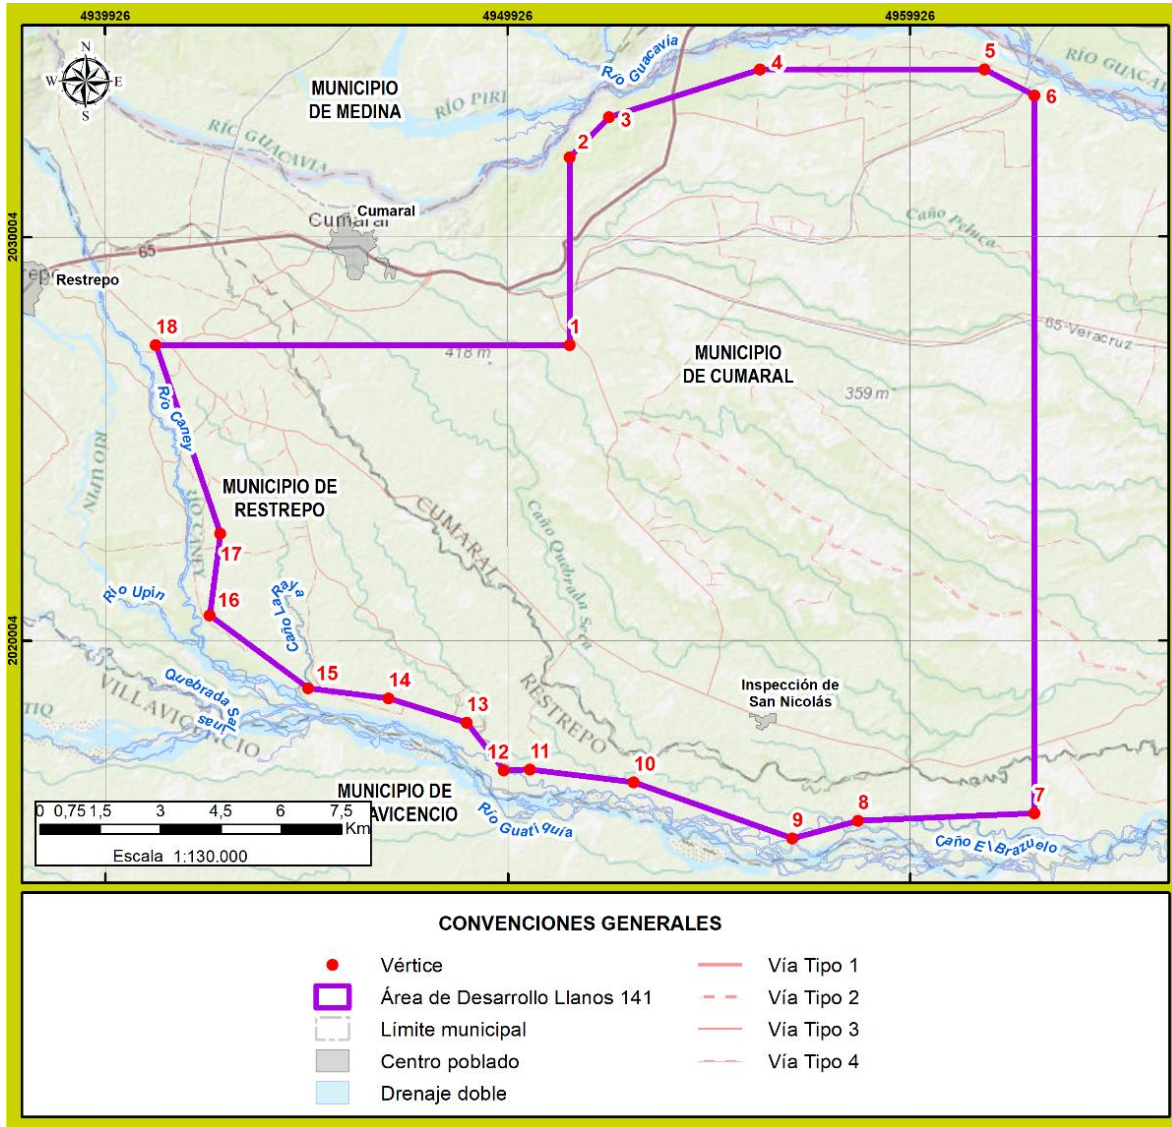 4939926
4949926
4959926
N
W
E
S
MUNICIPIO
DE MEDINA
Río Guacavía
RÍO PIRI
RÍO GUACAVIA
4
5
RÍO GUACAV
6
3
2
2030004
Cumaral
Cumaral
65
Caño Peluca
Restrepo
18
1
418 m
65-Veracruz
MUNICIPIO
DE CUMARAL
359 m
Río Caney
RIO UPIN
MUNICIPIO DE
RESTREPO
17
RÍO CANEY
CUMARAL
Caño Quebrada Seca
Río Upin
Caño La Raya
16
2020004
15
14
Quebrada Salinas
VILLAVICENCIO
TIQ
13
RESTREPO
Inspección de
San Nicolás
12
11
10
MUNICIPIO DE
AVICENCIO
Río Guatiquía
9
8
7
Caño El Brazuelo
0 0,75 1,5 3 4,5 6 7,5
Km
Escala 1:130.000
CONVENCIONES GENERALES
Vértice
Área de Desarrollo Llanos 141
Límite municipal
Centro poblado
Drenaje doble
Vía Tipo 1
Vía Tipo 2
Vía Tipo 3
Vía Tipo 4